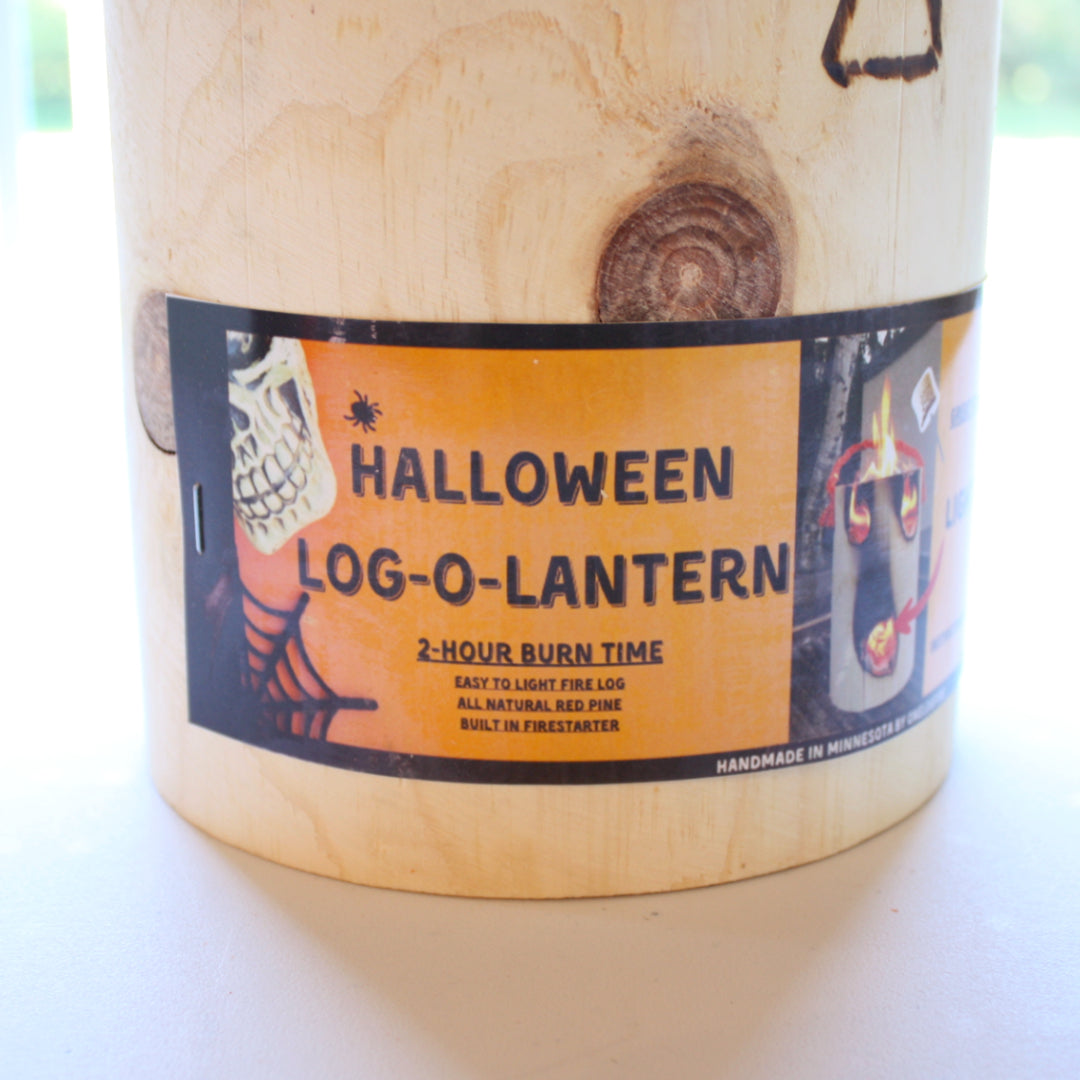 HALLOWEEN
LOG-O-LANTERN
2-HOUR BURN TIME
EASY TO LIGHT FIRE LOG
ALL NATURAL RED PINE
BUILT IN FIRESTARTER
HANDMADE IN MINNESOTA BY